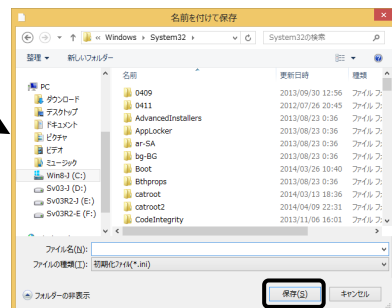 名前を付けて保存
« Windows ▸ System32 ▸
System32の検索
整理 ▼ 新しいフォルダー
PC
ダウンロード
デスクトップ
ドキュメント
ピクチャ
ビデオ
ミュージック
Win8-J (C:)
Sv03-J (D:)
Sv03R2-J (E:)
Sv03R2-E (F:)
名前 更新日時 種類
0409 2013/09/30 12:56 ファイル フ:
0411 2012/07/26 20:45 ファイル フ:
AdvancedInstallers 2013/08/23 0:36 ファイル フ:
AppLocker 2013/08/23 0:36 ファイル フ:
ar-SA 2013/08/23 0:36 ファイル フ:
bg-BG 2013/08/23 0:36 ファイル フ:
Boot 2014/03/26 10:40 ファイル フ:
Bthprops 2013/08/23 0:36 ファイル フ:
catroot 2014/03/13 18:36 ファイル フ:
catroot2 2014/04/09 22:31 ファイル フ:
CodeIntegrity 2013/11/06 16:01 ファイル フ:
ファイル名(N):
ファイルの種類(T): 初期化ファイル(*.ini)
フォルダーの非表示
保存(S)
キャンセル